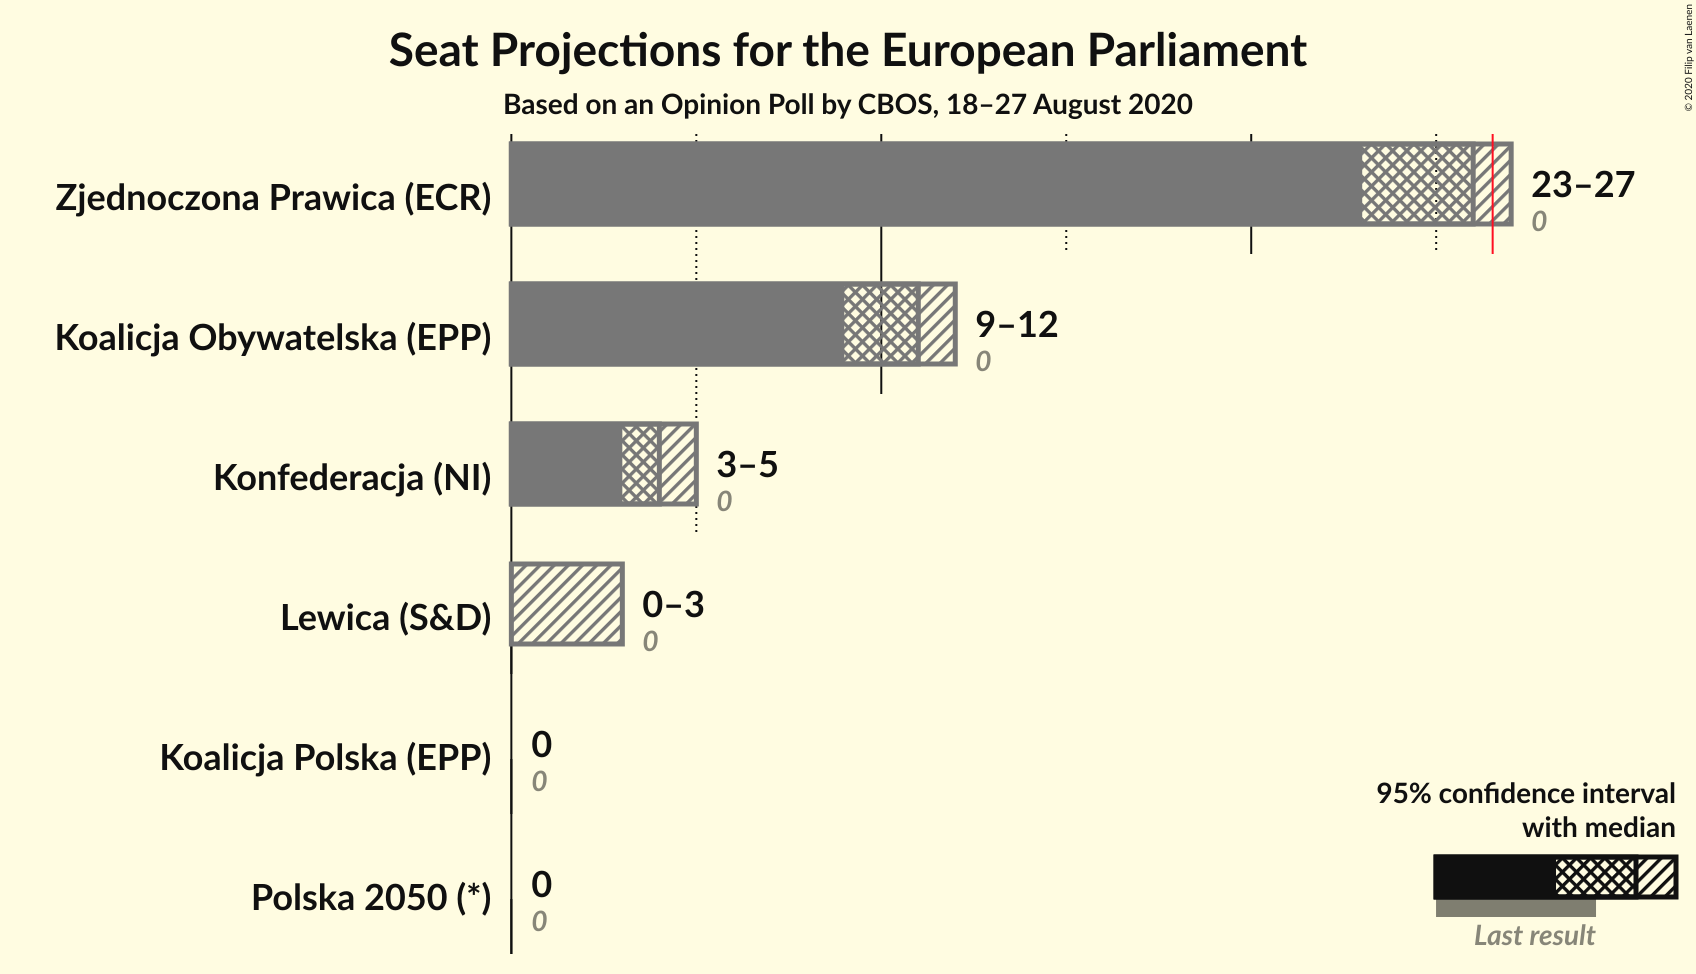 Seat Projections for the European Parliament
Based on an Opinion Poll by CBOS, 18–27 August 2020
© 2020 Filip van Laenen
Zjednoczona Prawica (ECR)
23–27
0
Koalicja Obywatelska (EPP)
9–12
0
Konfederacja (NI)
3–5
0
Lewica (S&D)
0–3
0
Koalicja Polska (EPP)
0
0
Polska 2050 (*)
0
0
95% confidence interval
with median
Last result